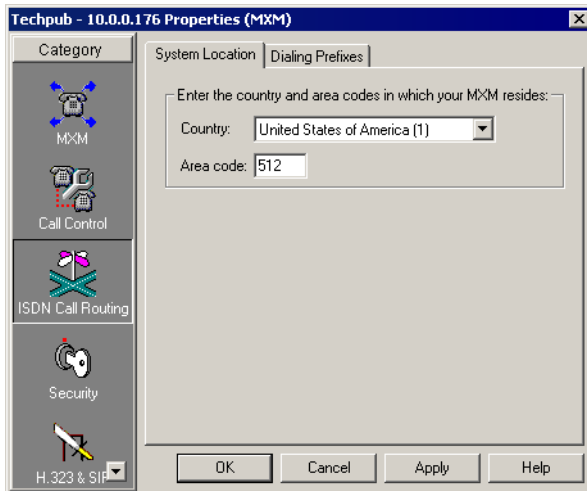 Techpub - 10.0.0.176 Properties (MXM)
Category
MXM
Call Control
ISDN Call Routing
Security
H.323 & SIP
System Location
Dialing Prefixes
Enter the country and area codes in which your MXM resides:
Country: United States of America (1)
Area code: 512
OK
Cancel
Apply
Help